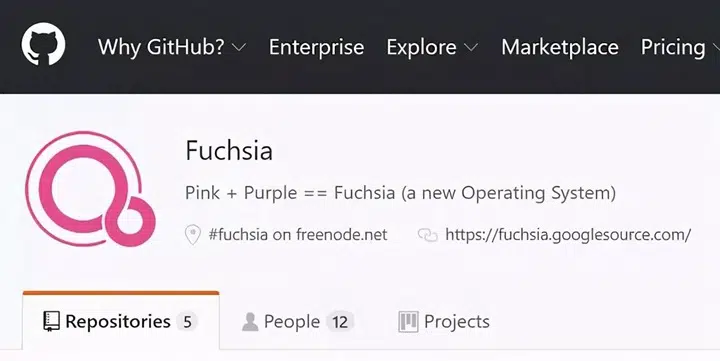 Why GitHub? Enterprise Explore Marketplace Pricing
Fuchsia
Pink + Purple == Fuchsia (a new Operating System)
#fuchsia on freenode.net https://fuchsia.googlesource.com/
Repositories 5 People 12 Projects